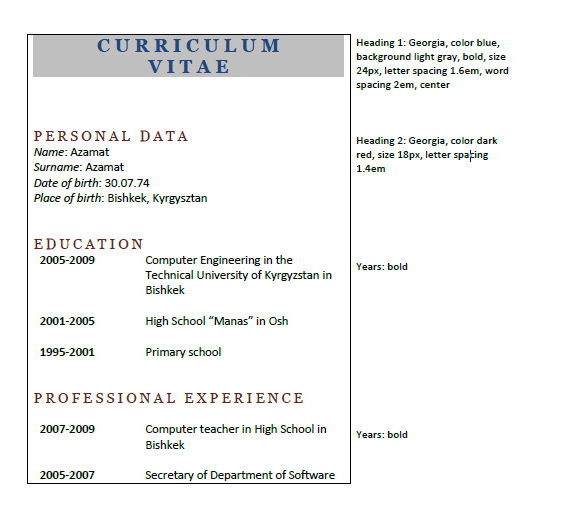 CURRICULUM
VITAE
Heading 1: Georgia, color blue,
background light gray, bold, size
24px, letter spacing 1.6em, word
spacing 2em, center
PERSONAL DATA
Name: Azamat
Surname: Azamat
Date of birth: 30.07.74
Place of birth: Bishkek, Kyrgysztan
Heading 2: Georgia, color dark
red, size 18px, letter spacing
1.4em
EDUCATION
2005-2009 Computer Engineering in the
Technical University of Kyrgyzstan in
Bishkek
Years: bold
2001-2005 High School “Manas” in Osh
1995-2001 Primary school
PROFESSIONAL EXPERIENCE
2007-2009 Computer teacher in High School in
Bishkek
Years: bold
2005-2007 Secretary of Department of Software